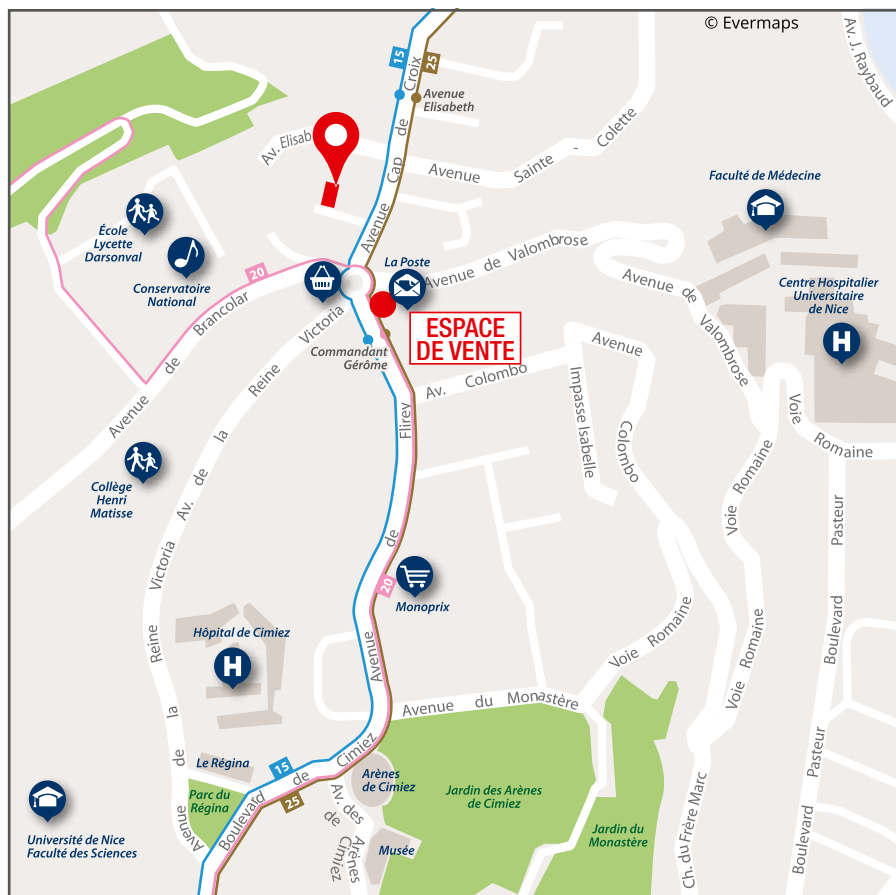 © Evermaps
Av. J. Raybaud
15
25
Croix
de
Cap
Avenue
Avenue
Elisabeth
Av. Elisab
Avenue Sainte - Colette
Faculté de Médecine
École
Lycette
Darsonval
Conservatoire
National
20
Avenue de Brancolar
La Poste
Avenue de Valombrose
Avenue de Valombrose
Centre Hospitalier
Universitaire
de Nice
H
ESPACE
DE VENTE
Commandant
Gérôme
Avenue de la Reine Victoria Av. de la Reine Victoria
Av. Colombo
Avenue Colombo
Impasse Isabelle
Avenue de Flirey
Voie Romaine
Voie Romaine
Voie Romaine
Voie Romaine
Boulevard Pasteur
Boulevard Pasteur
Collège
Henri
Matisse
20
Monoprix
Hôpital de Cimiez
H
Avenue du Monastère
Le Régina
15
25
Boulevard de Cimiez
Parc du
Régina
Arènes
de Cimiez
Jardin des Arènes
de Cimiez
Av. des
Arènes
de Cimiez
Musée
Jardin du
Monastère
Ch. du Frère Marc
Université de Nice
Faculté des Sciences